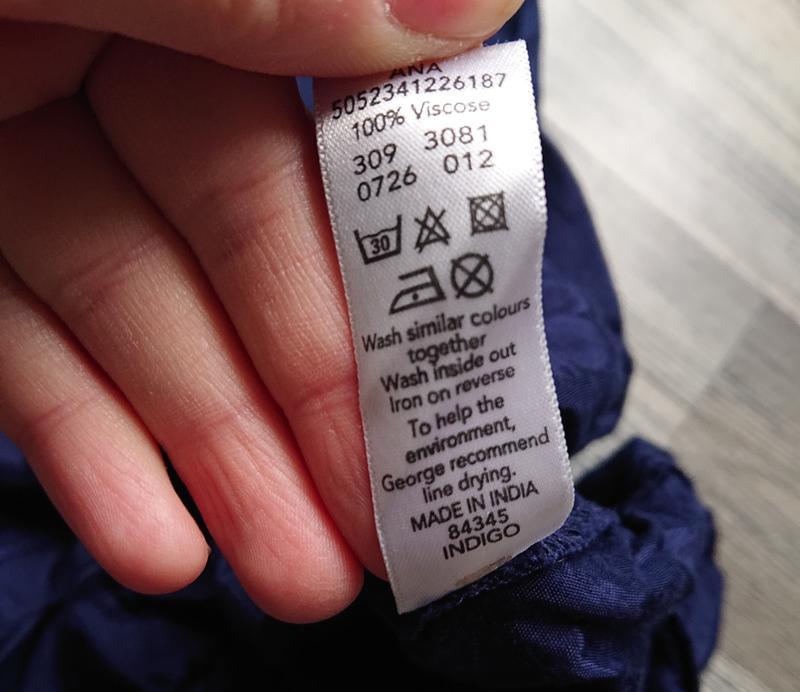 ANA
5052341226187
100% Viscose
309 3081
0726 012
30
Wash similar colours
together
Wash inside out
Iron on reverse
To help the
environment,
George recommend
line drying.
MADE IN INDIA
84345
INDIGO